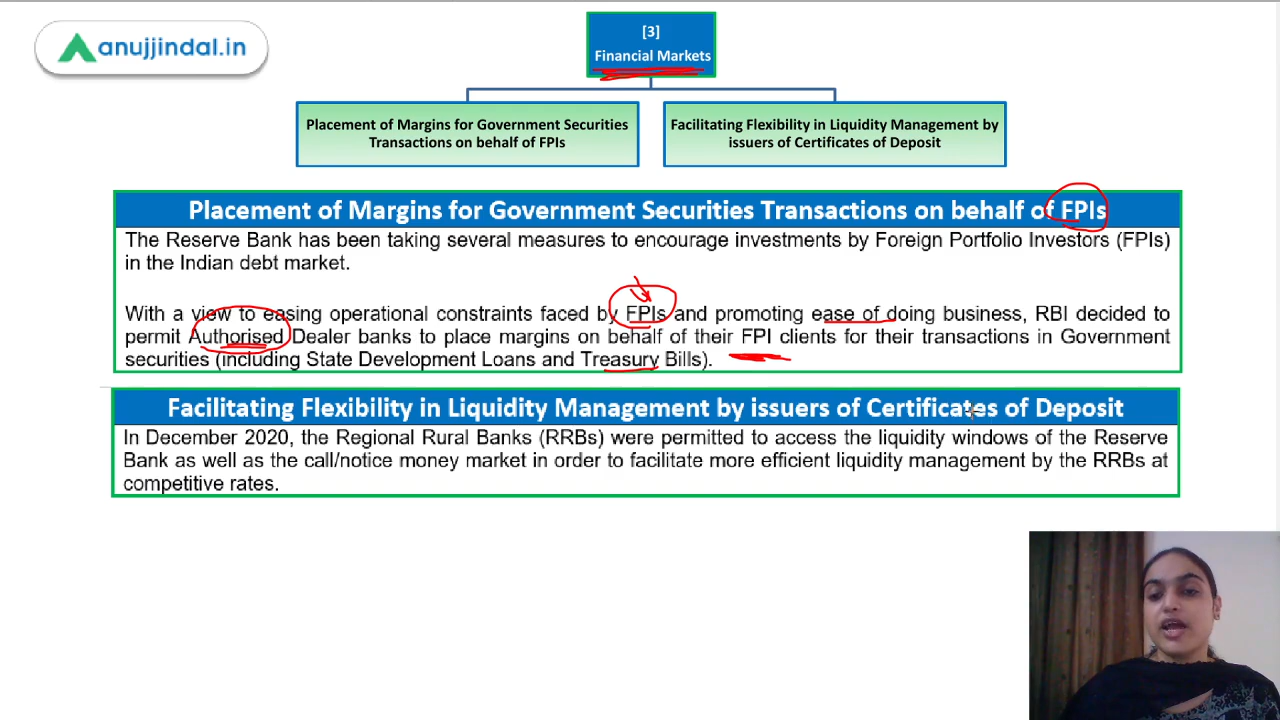 anujjindal.in
[3]
Financial Markets
Placement of Margins for Government Securities
Transactions on behalf of FPIs
Facilitating Flexibility in Liquidity Management by
issuers of Certificates of Deposit
Placement of Margins for Government Securities Transactions on behalf of FPIs
The Reserve Bank has been taking several measures to encourage investments by Foreign Portfolio Investors (FPIs)
in the Indian debt market.
With a view to easing operational constraints faced by FPIs and promoting ease of doing business, RBI decided to
permit Authorised Dealer banks to place margins on behalf of their FPI clients for their transactions in Government
securities (including State Development Loans and Treasury Bills).
Facilitating Flexibility in Liquidity Management by issuers of Certificates of Deposit
In December 2020, the Regional Rural Banks (RRBs) were permitted to access the liquidity windows of the Reserve
Bank as well as the call/notice money market in order to facilitate more efficient liquidity management by the RRBs at
competitive rates.